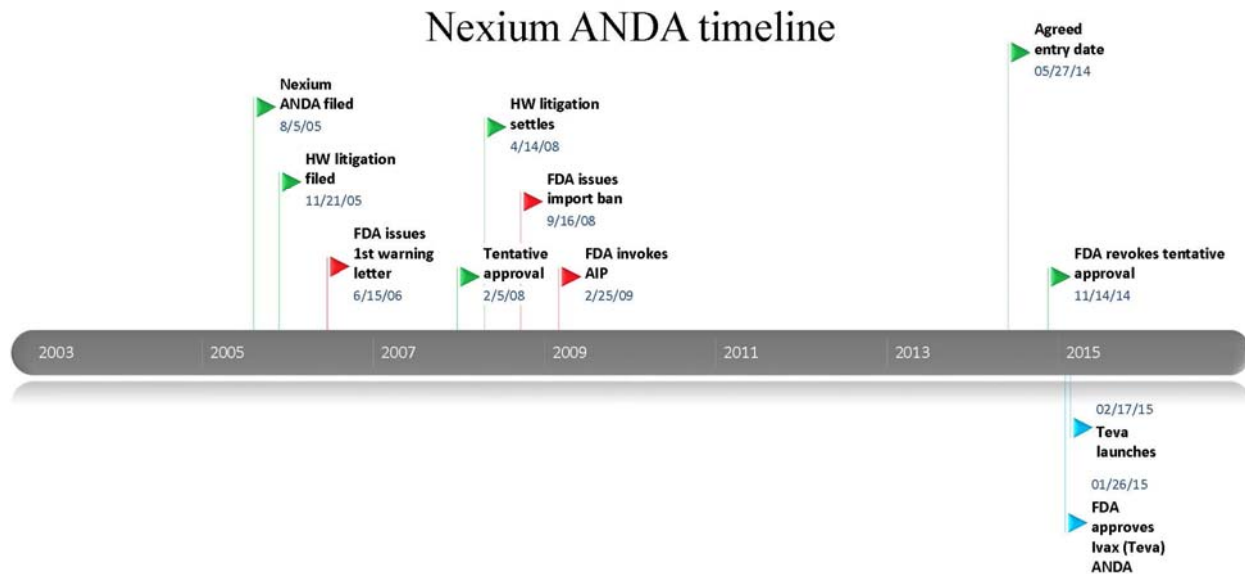 Nexium ANDA timeline
Nexium
ANDA filed
8/5/05
HW litigation
filed
11/21/05
FDA issues
1st warning
letter
6/15/06
Tentative
approval
2/5/08
HW litigation
settles
4/14/08
FDA issues
import ban
9/16/08
FDA invokes
AIP
2/25/09
Agreed
entry date
05/27/14
FDA revokes tentative
approval
11/14/14
2003
2005
2007
2009
2011
2013
2015
02/17/15
Teva
launches
01/26/15
FDA
approves
Ivax (Teva)
ANDA